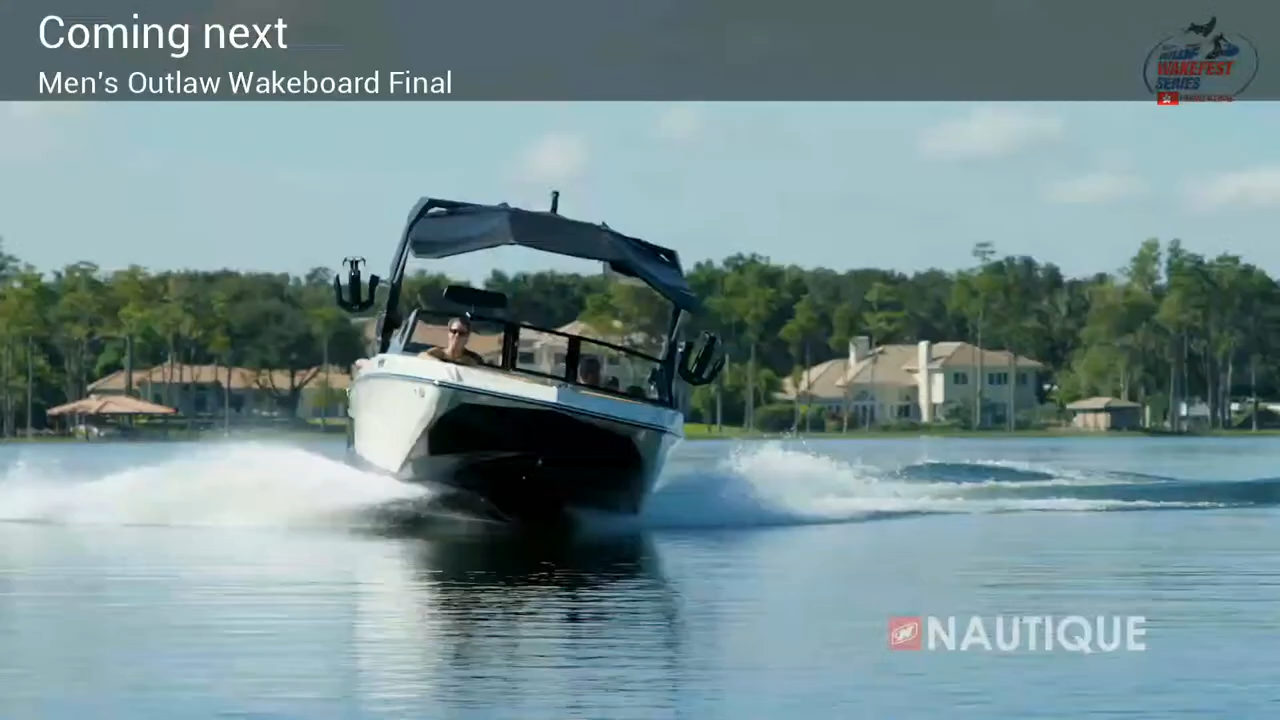 Coming next
Men's Outlaw Wakeboard Final
WAKEFEST
SERIES
NAUTIQUE